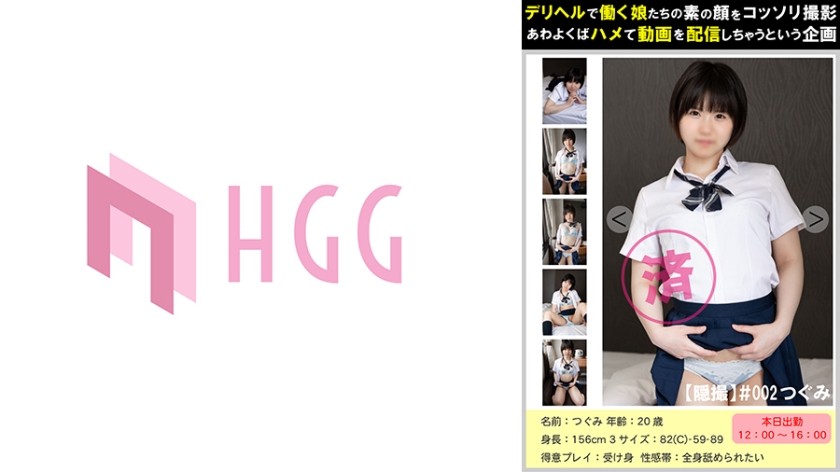 HGG
デリヘルで働く娘たちの素の顔をコッソリ撮影
あわよくばハメて動画を配信しちゃうという企画
済
【隠撮】#002つぐみ
名前：つぐみ 年齢：20歳
身長：156cm 3サイズ：82(C)-59-89
得意プレイ：受け身 性感帯：全身舐められたい
本日出勤
12：00～16：00